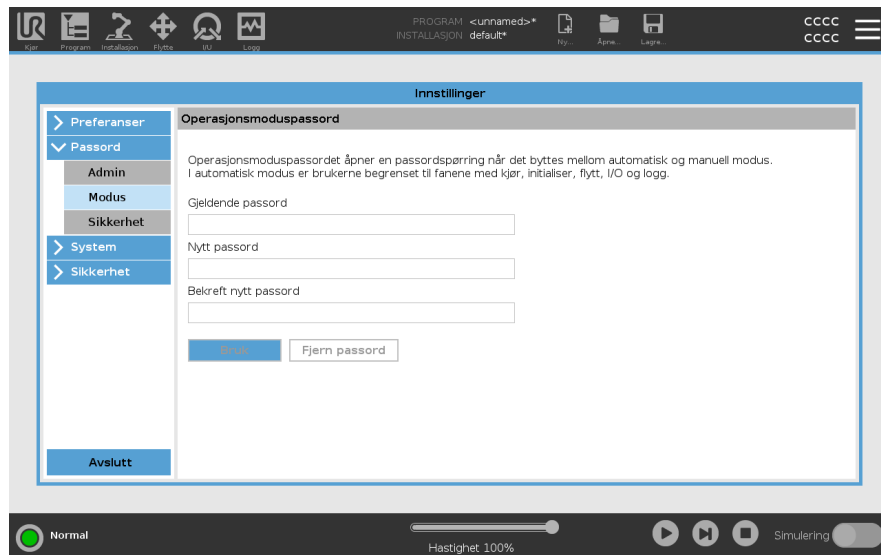 UR
PROGRAM <unnamed>*
INSTALLASJON default*
CCCC
CCCC
Kjør Program Installasjon Flytte I/U Logg Ny... Åpne... Lagre...
Innstillinger
Preferanser
Passord
Admin
Modus
Sikkerhet
System
Sikkerhet
Avslutt
Operasjonsmoduspassord
Operasjonsmoduspassordet åpner en passordspørring når det byttes mellom automatisk og manuell modus.
I automatisk modus er brukerne begrenset til fanene med kjør, initialiser, flytt, I/O og logg.
Gjeldende passord
Nytt passord
Bekreft nytt passord
Bruk Fjern passord
Normal
Hastighet 100%
Simulering